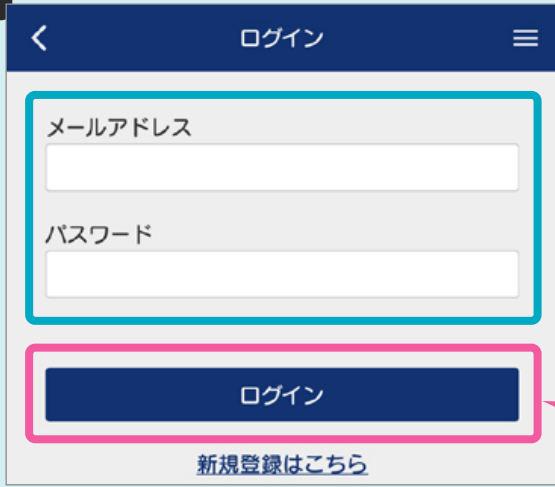 ログイン
メールアドレス
パスワード
ログイン
新規登録はこちら